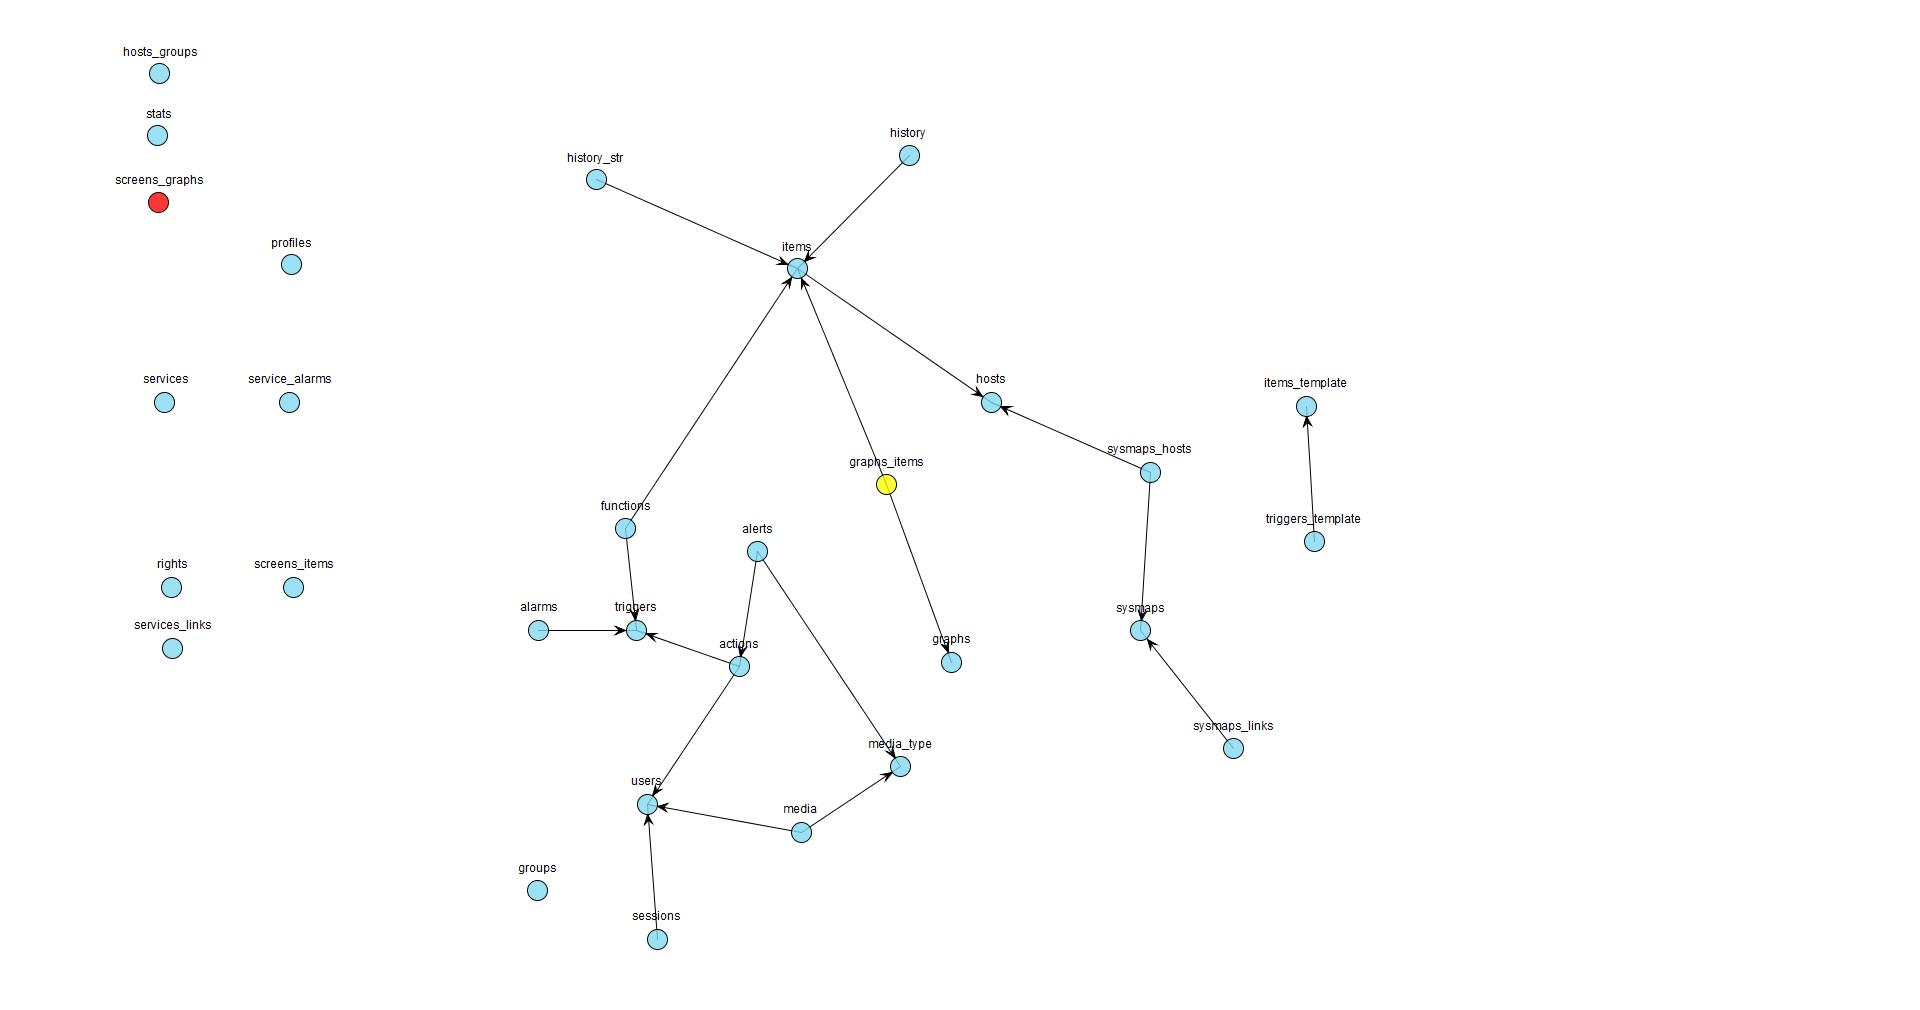 hosts_groups
stats
screens_graphs
profiles
services
service_alarms
rights
screens_items
services_links
history_str
history
items
hosts
items_template
sysmaps_hosts
graphs_items
functions
triggers_template
alerts
alarms
triggers
sysmaps
graphs
actions
sysmaps_links
media_type
users
media
groups
sessions